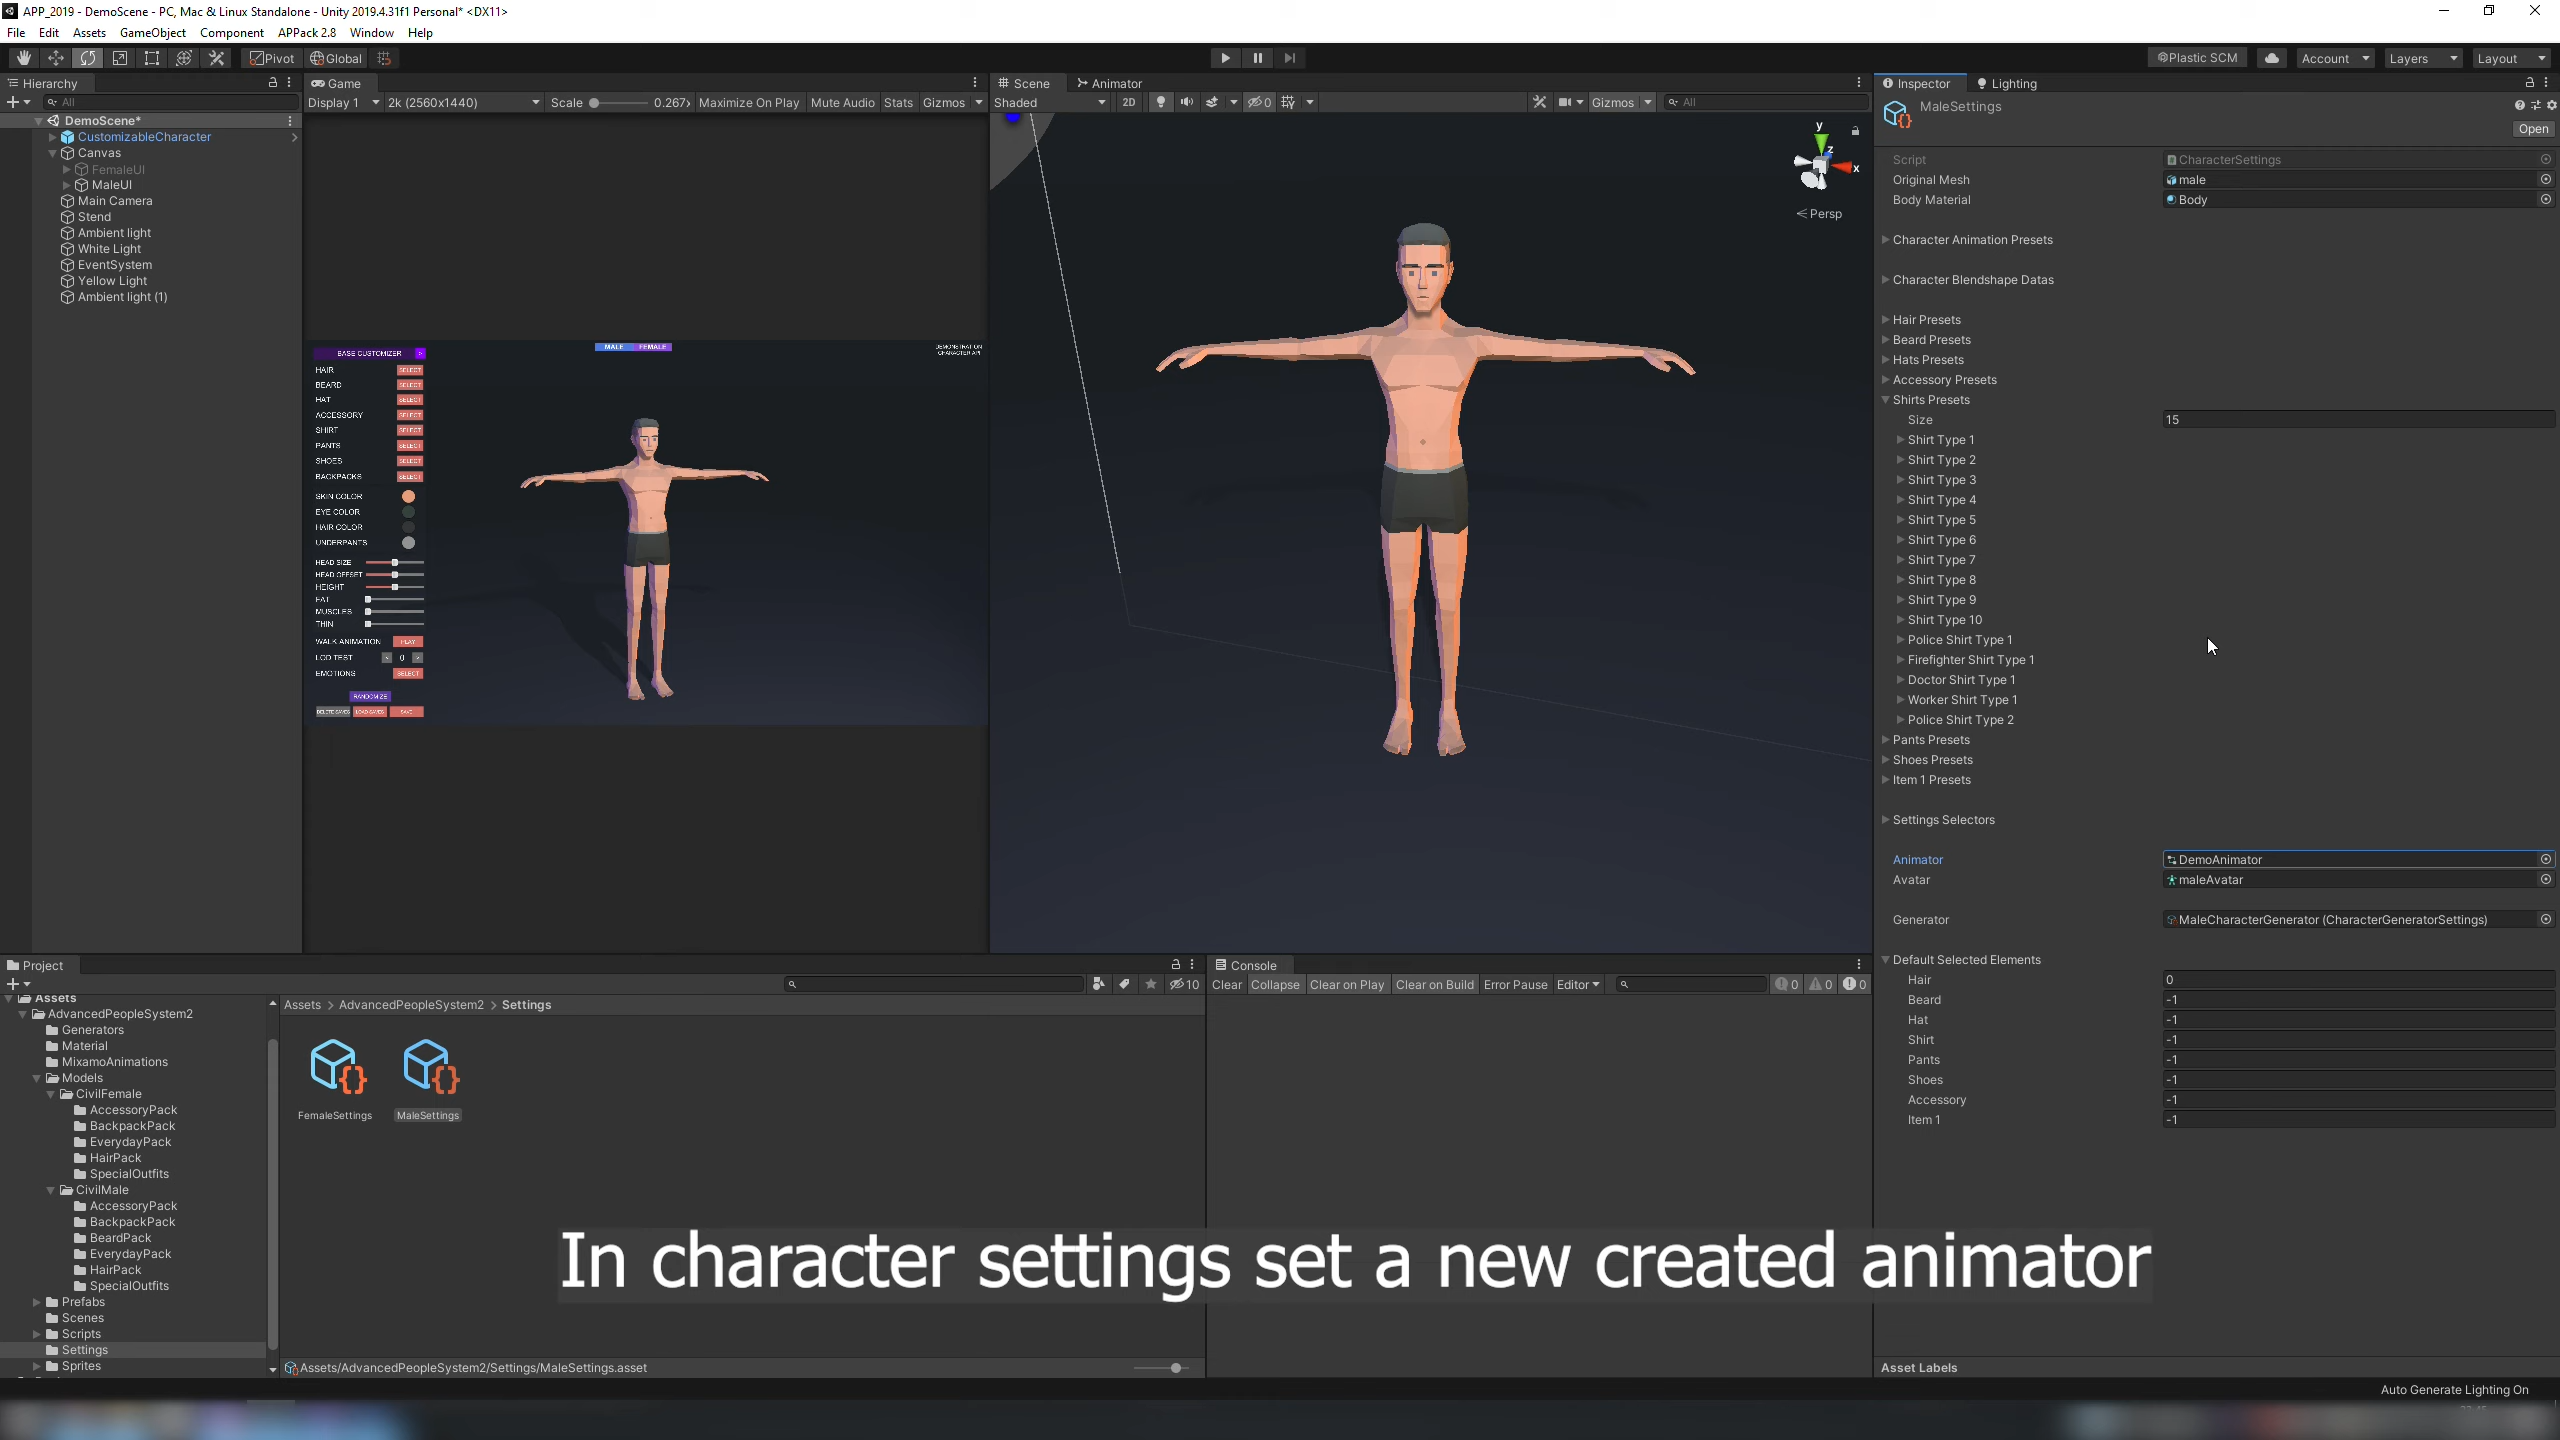 APP_2019 - DemoScene - PC, Mac & Linux Standalone - Unity 2019.4.31f1 Personal* <DX11>
File Edit Assets GameObject Component APPack 2.8 Window Help
Pivot Global Plastic SCM Account Layers Layout
Hierarchy
All
DemoScene*
CustomizableCharacter
Canvas
FemaleUI
MaleUI
Main Camera
Stend
Ambient light
White Light
EventSystem
Yellow Light
Ambient light (1)
Game
Display 1 2k (2560x1440) Scale 0.267x Maximize On Play Mute Audio Stats Gizmos
BASE CUSTOMIZER
MALE FEMALE
DEMONSTRATION
CHARACTER API
HAIR SELECT
BEARD SELECT
HAT SELECT
ACCESSORY SELECT
SHIRT SELECT
PANTS SELECT
SHOES SELECT
BACKPACKS SELECT
SKIN COLOR
EYE COLOR
HAIR COLOR
UNDERPANTS
HEAD SIZE
HEAD OFFSET
HEIGHT
FAT
MUSCLES
THIN
WALK ANIMATION PLAY
LOD TEST 0
EMOTIONS SELECT
RANDOMIZE
DELETE SAVES LOAD SAVES SAVE
Scene Animator
Shaded 2D 0 Gizmos All
y
z
x
Persp
Inspector Lighting
MaleSettings
Open
Script CharacterSettings
Original Mesh male
Body Material Body
Character Animation Presets
Character Blendshape Datas
Hair Presets
Beard Presets
Hats Presets
Accessory Presets
Shirts Presets
Size 15
Shirt Type 1
Shirt Type 2
Shirt Type 3
Shirt Type 4
Shirt Type 5
Shirt Type 6
Shirt Type 7
Shirt Type 8
Shirt Type 9
Shirt Type 10
Police Shirt Type 1
Firefighter Shirt Type 1
Doctor Shirt Type 1
Worker Shirt Type 1
Police Shirt Type 2
Pants Presets
Shoes Presets
Item 1 Presets
Settings Selectors
Animator DemoAnimator
Avatar maleAvatar
Generator MaleCharacterGenerator (CharacterGeneratorSettings)
Default Selected Elements
Hair 0
Beard -1
Hat -1
Shirt -1
Pants -1
Shoes -1
Accessory -1
Item 1 -1
Asset Labels
Project
10
Assets
AdvancedPeopleSystem2
Generators
Material
MixamoAnimations
Models
CivilFemale
AccessoryPack
BackpackPack
EverydayPack
HairPack
SpecialOutfits
CivilMale
AccessoryPack
BackpackPack
BeardPack
EverydayPack
HairPack
SpecialOutfits
Prefabs
Scenes
Scripts
Settings
Sprites
Assets > AdvancedPeopleSystem2 > Settings
FemaleSettings MaleSettings
Assets/AdvancedPeopleSystem2/Settings/MaleSettings.asset
Console
Clear Collapse Clear on Play Clear on Build Error Pause Editor 0 0 0
In character settings set a new created animator
Auto Generate Lighting On